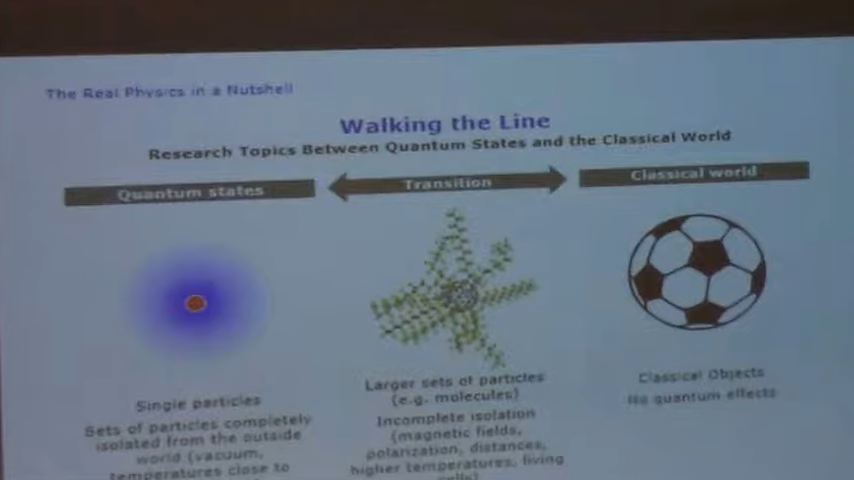 The Real Physics in a Nutshell
Walking the Line
Research Topics Between Quantum States and the Classical World
Quantum states
Transition
Classical world
Single particles
Sets of particles completely
isolated from the outside
world (vacuum,
temperatures close to
Larger sets of particles
(e.g. molecules)
Incomplete isolation
(magnetic fields,
polarization, distances,
higher temperatures, living
cells)
Classical Objects
No quantum effects